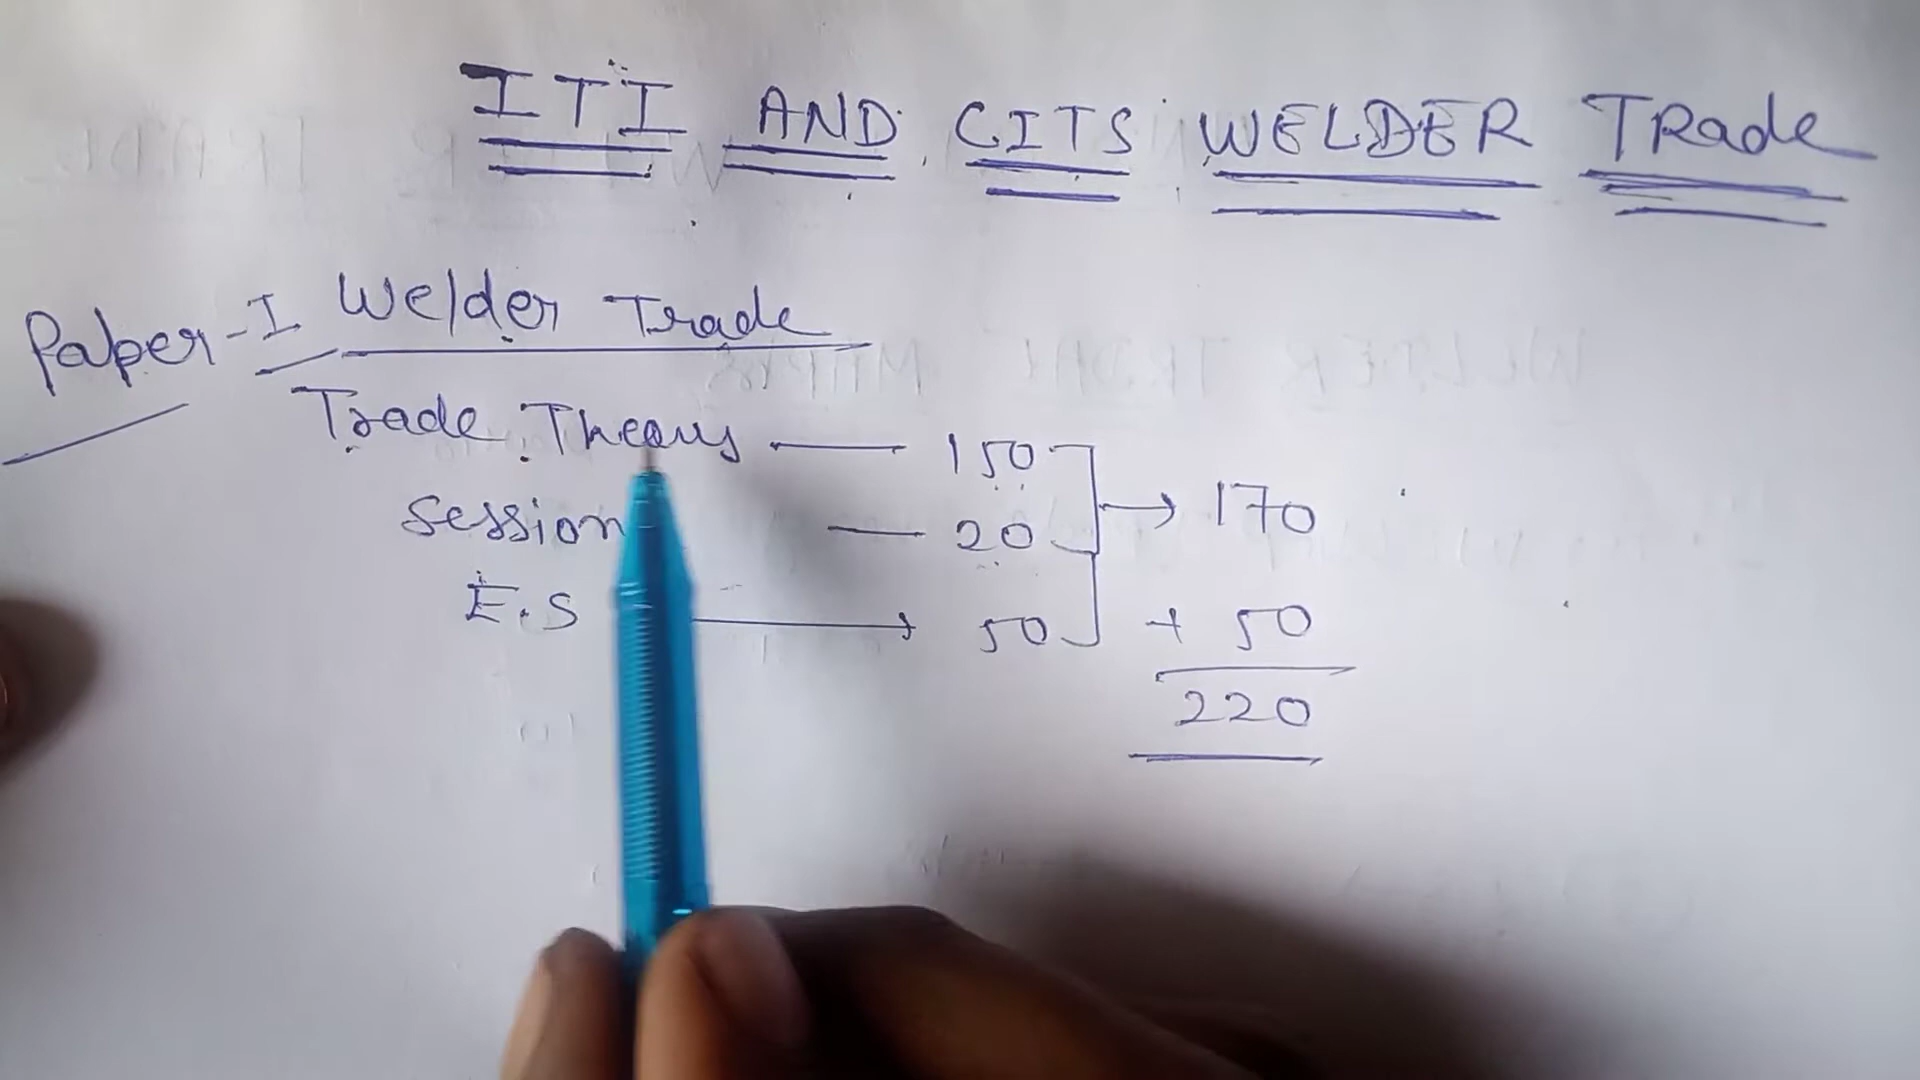 ITI AND CITS WELDER TRade
Paper-I Welder Trade
Trade Theory — 150
Session — 20 → 170
E.S → 50 + 50
220